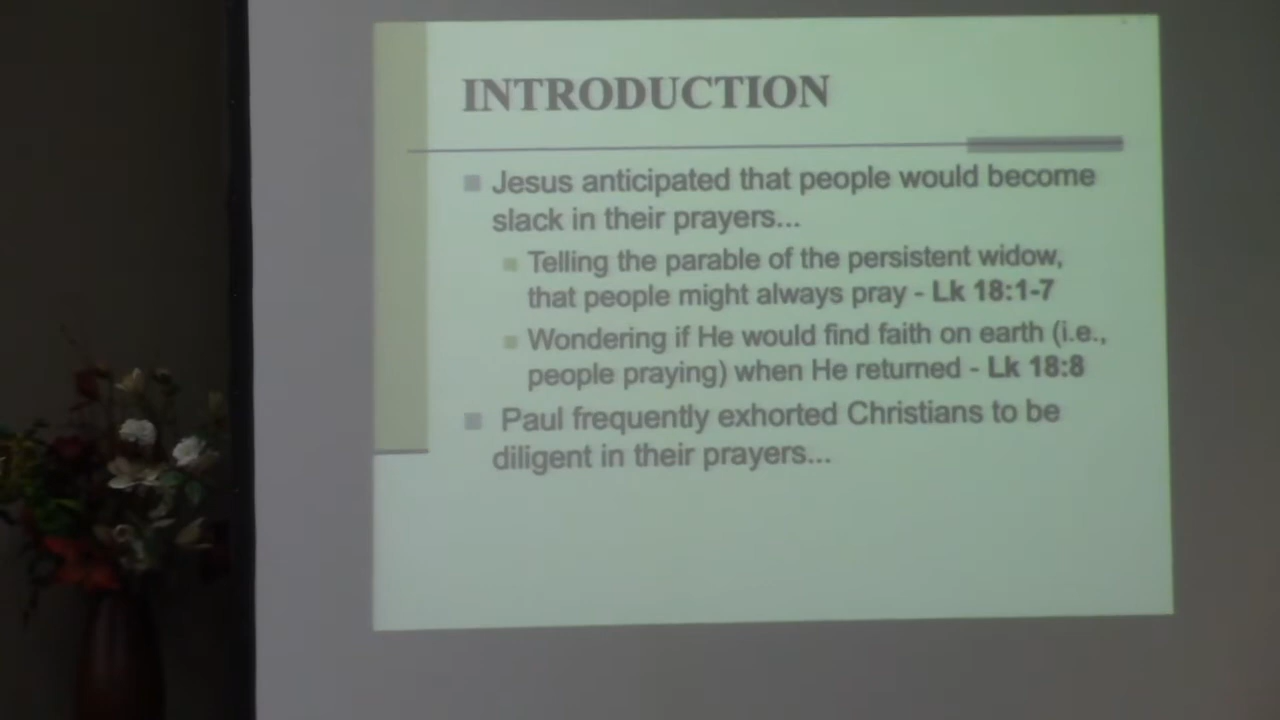 INTRODUCTION
Jesus anticipated that people would become
slack in their prayers...
Telling the parable of the persistent widow,
that people might always pray - Lk 18:1-7
Wondering if He would find faith on earth (i.e.,
people praying) when He returned - Lk 18:8
Paul frequently exhorted Christians to be
diligent in their prayers...